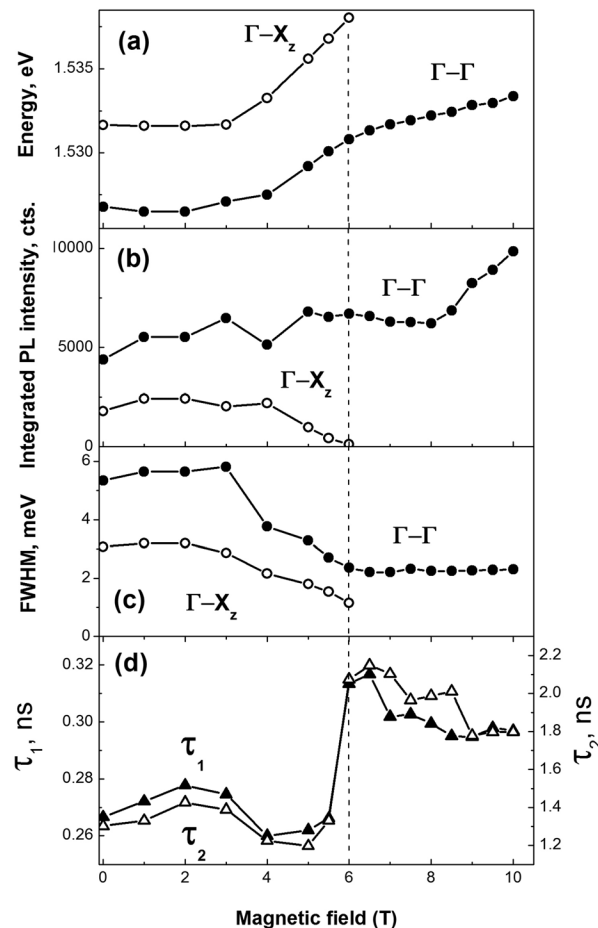 (a)
Γ–Xz
Γ–Γ
Energy, eV
1.535
1.530
(b)
Γ–Γ
Γ–Xz
Integrated PL intensity, cts.
10000
5000
0
(c)
Γ–Γ
Γ–Xz
FWHM, meV
6
4
2
0
(d)
τ1
τ2
τ1, ns
0.32
0.30
0.28
0.26
τ2, ns
2.2
2.0
1.8
1.6
1.4
1.2
0 2 4 6 8 10
Magnetic field (T)